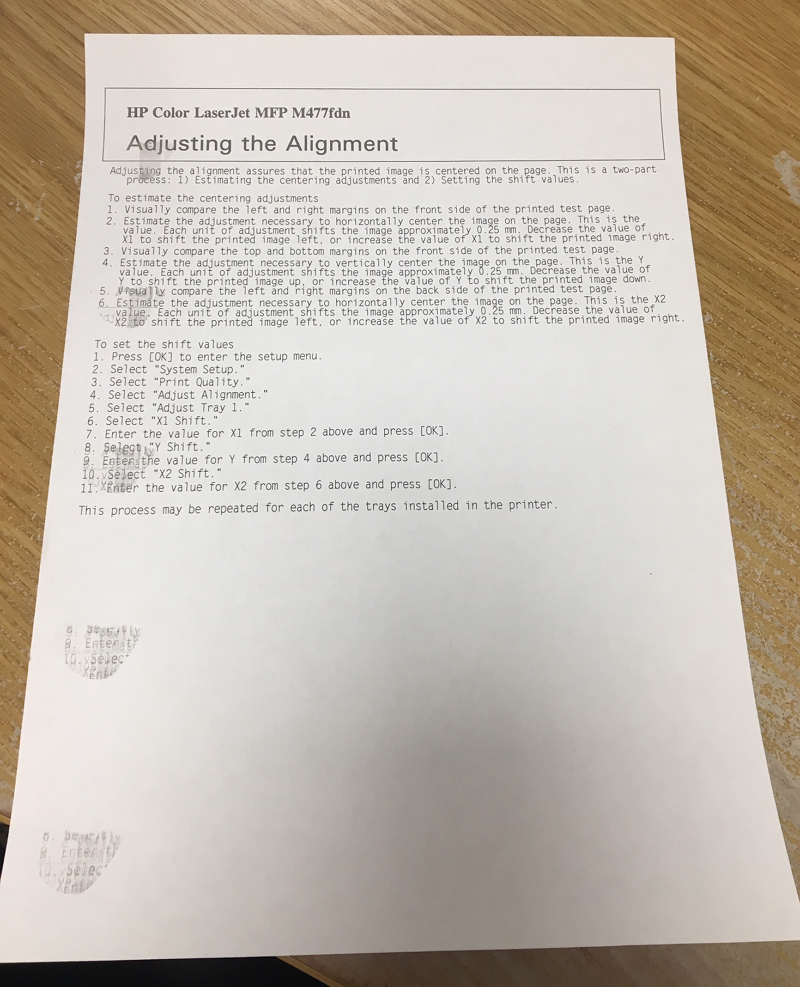 HP Color LaserJet MFP M477fdn
Adjusting the Alignment
Adjusting the alignment assures that the printed image is centered on the page. This is a two-part
process: 1) Estimating the centering adjustments and 2) Setting the shift values.
To estimate the centering adjustments
1. Visually compare the left and right margins on the front side of the printed test page.
2. Estimate the adjustment necessary to horizontally center the image on the page. This is the
value. Each unit of adjustment shifts the image approximately 0.25 mm. Decrease the value of
X1 to shift the printed image left, or increase the value of X1 to shift the printed image right.
3. Visually compare the top and bottom margins on the front side of the printed test page.
4. Estimate the adjustment necessary to vertically center the image on the page. This is the Y
value. Each unit of adjustment shifts the image approximately 0.25 mm. Decrease the value of
Y to shift the printed image up, or increase the value of Y to shift the printed image down.
5. Visually compare the left and right margins on the back side of the printed test page.
6. Estimate the adjustment necessary to horizontally center the image on the page. This is the X2
value. Each unit of adjustment shifts the image approximately 0.25 mm. Decrease the value of
X2 to shift the printed image left, or increase the value of X2 to shift the printed image right.
To set the shift values
1. Press [OK] to enter the setup menu.
2. Select "System Setup."
3. Select "Print Quality."
4. Select "Adjust Alignment."
5. Select "Adjust Tray 1."
6. Select "X1 Shift."
7. Enter the value for X1 from step 2 above and press [OK].
8. Select "Y Shift."
9. Enter the value for Y from step 4 above and press [OK].
10. Select "X2 Shift."
11. Enter the value for X2 from step 6 above and press [OK].
This process may be repeated for each of the trays installed in the printer.
8.
9. Enter t
10. Select
8.
Enter t
Selec